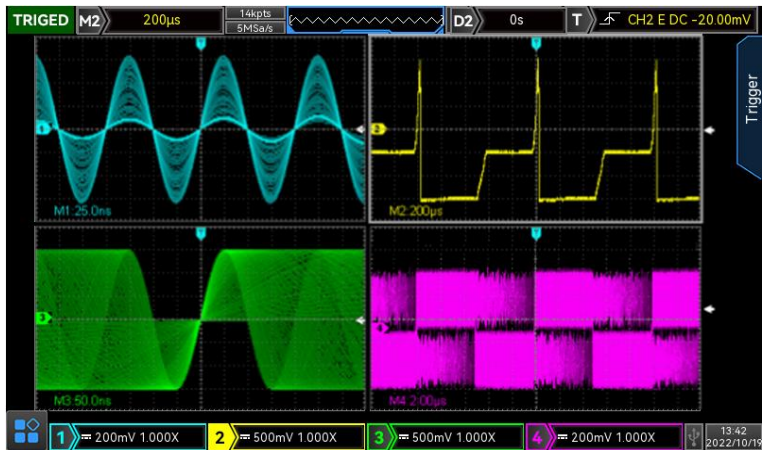 TRIGED M2 200µs 14kpts D2 0s T CH2 E DC -20.00mV
5MSa/s
Trigger
M1:25.0ns
M2:200µs
M3:50.0ns
M4:2.00µs
1 200mV 1.000X 2 500mV 1.000X 3 500mV 1.000X 4 200mV 1.000X 13:42
2022/10/19